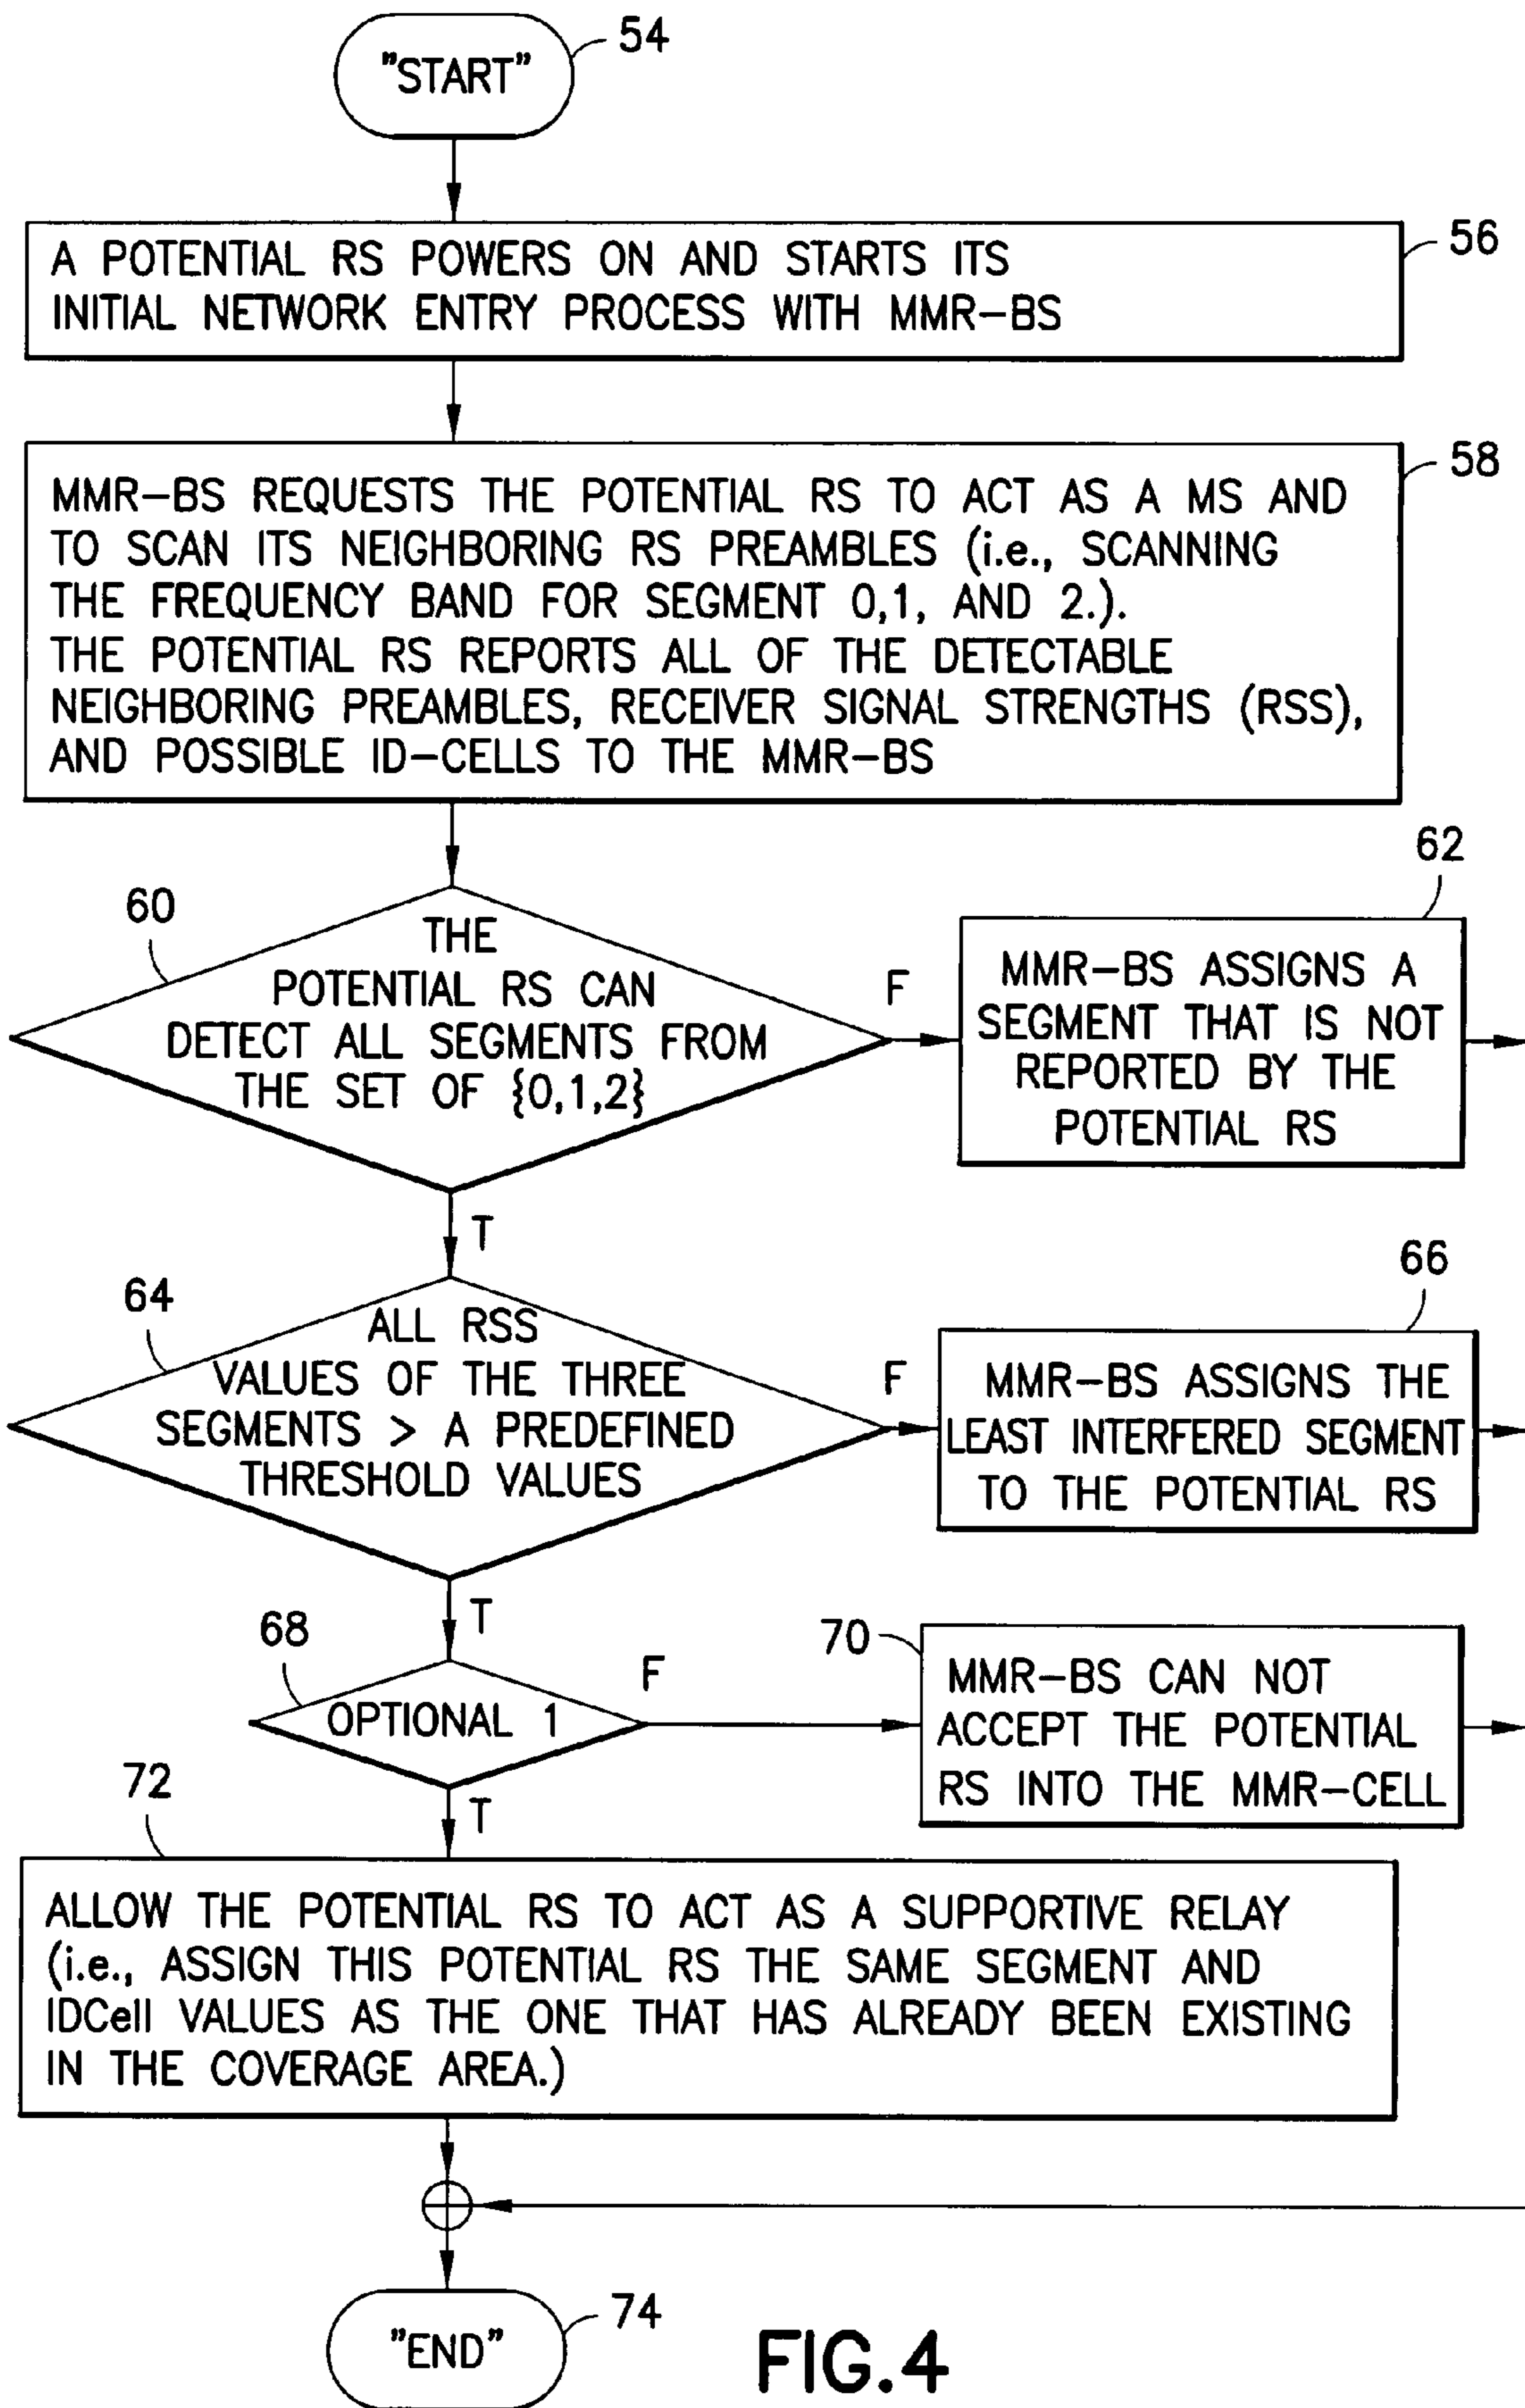 "START"
54
A POTENTIAL RS POWERS ON AND STARTS ITS
INITIAL NETWORK ENTRY PROCESS WITH MMR-BS
56
MMR-BS REQUESTS THE POTENTIAL RS TO ACT AS A MS AND
TO SCAN ITS NEIGHBORING RS PREAMBLES (i.e., SCANNING
THE FREQUENCY BAND FOR SEGMENT 0,1, AND 2.).
THE POTENTIAL RS REPORTS ALL OF THE DETECTABLE
NEIGHBORING PREAMBLES, RECEIVER SIGNAL STRENGTHS (RSS),
AND POSSIBLE ID-CELLS TO THE MMR-BS
58
60
THE
POTENTIAL RS CAN
DETECT ALL SEGMENTS FROM
THE SET OF {0,1,2}
F
T
62
MMR-BS ASSIGNS A
SEGMENT THAT IS NOT
REPORTED BY THE
POTENTIAL RS
64
ALL RSS
VALUES OF THE THREE
SEGMENTS > A PREDEFINED
THRESHOLD VALUES
F
T
66
MMR-BS ASSIGNS THE
LEAST INTERFERED SEGMENT
TO THE POTENTIAL RS
68
OPTIONAL 1
F
T
70
MMR-BS CAN NOT
ACCEPT THE POTENTIAL
RS INTO THE MMR-CELL
72
ALLOW THE POTENTIAL RS TO ACT AS A SUPPORTIVE RELAY
(i.e., ASSIGN THIS POTENTIAL RS THE SAME SEGMENT AND
IDCell VALUES AS THE ONE THAT HAS ALREADY BEEN EXISTING
IN THE COVERAGE AREA.)
"END"
74
FIG.4